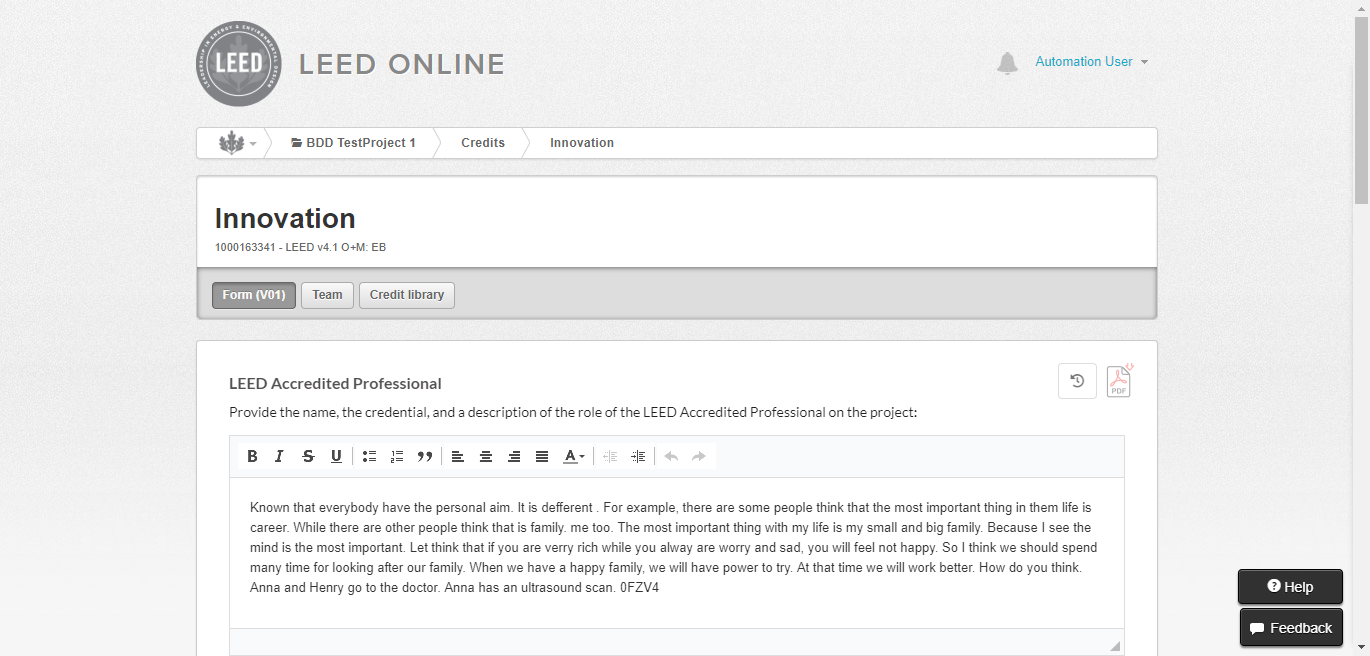 LEADERSHIP IN ENERGY & ENVIRONMENTAL DESIGN
LEED
LEED ONLINE
Automation User
BDD TestProject 1
Credits
Innovation
Innovation
1000163341 - LEED v4.1 O+M: EB
Form (V01)
Team
Credit library
LEED Accredited Professional
PDF
Provide the name, the credential, and a description of the role of the LEED Accredited Professional on the project:
B I S U A
Known that everybody have the personal aim. It is defferent . For example, there are some people think that the most important thing in them life is
career. While there are other people think that is family. me too. The most important thing with my life is my small and big family. Because I see the
mind is the most important. Let think that if you are verry rich while you alway are worry and sad, you will feel not happy. So I think we should spend
many time for looking after our family. When we have a happy family, we will have power to try. At that time we will work better. How do you think.
Anna and Henry go to the doctor. Anna has an ultrasound scan. 0FZV4
Help
Feedback